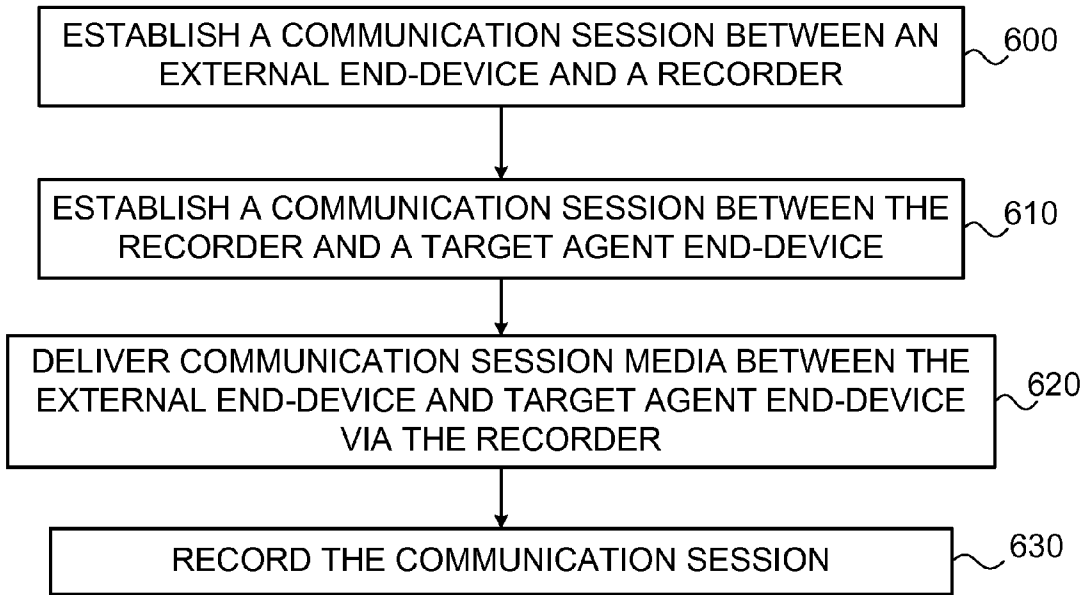 ESTABLISH A COMMUNICATION SESSION BETWEEN AN
EXTERNAL END-DEVICE AND A RECORDER
600
ESTABLISH A COMMUNICATION SESSION BETWEEN THE
RECORDER AND A TARGET AGENT END-DEVICE
610
DELIVER COMMUNICATION SESSION MEDIA BETWEEN THE
EXTERNAL END-DEVICE AND TARGET AGENT END-DEVICE
VIA THE RECORDER
620
RECORD THE COMMUNICATION SESSION
630